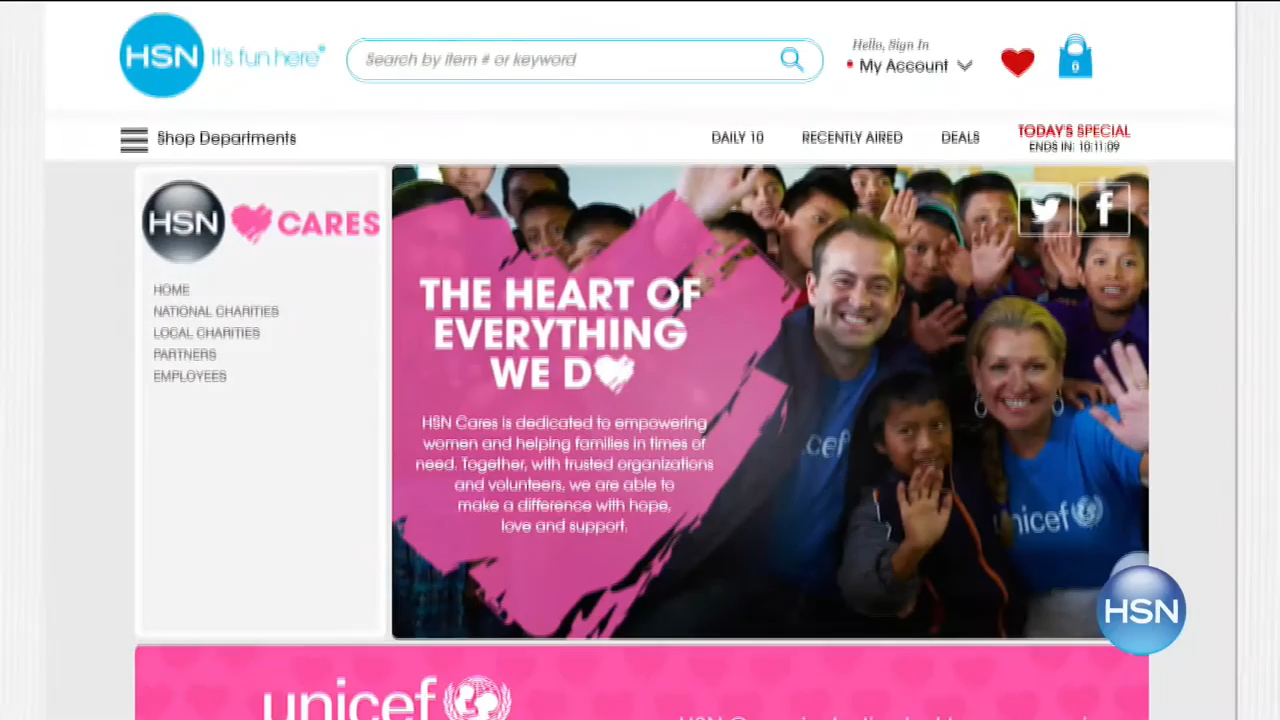 HSN It's fun here®
Search by item # or keyword
Hello, Sign In
My Account
0
Shop Departments
DAILY 10
RECENTLY AIRED
DEALS
TODAY'S SPECIAL
ENDS IN: 10:11:09
HSN CARES
HOME
NATIONAL CHARITIES
LOCAL CHARITIES
PARTNERS
EMPLOYEES
THE HEART OF
EVERYTHING
WE D
HSN Cares is dedicated to empowering
women and helping families in times of
need. Together, with trusted organizations
and volunteers, we are able to
make a difference with hope,
love and support.
icef
unicef
HSN
unicef